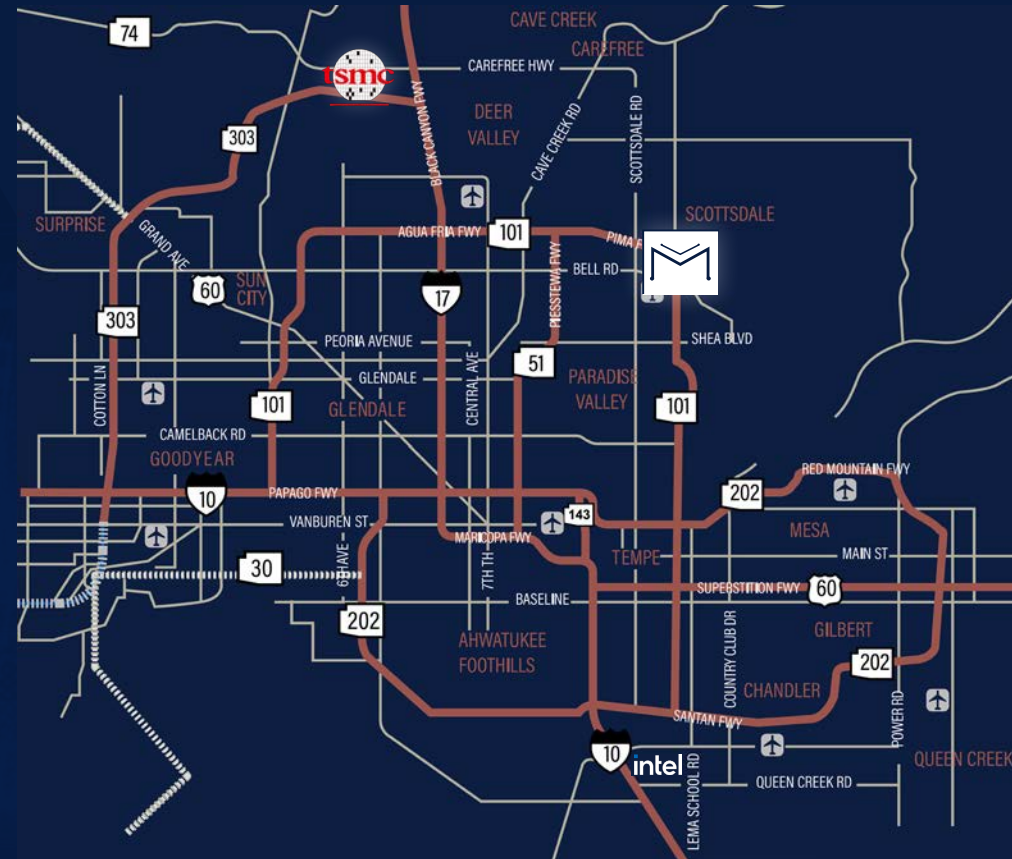 CAVE CREEK
74
CAREFREE
tsmc
CAREFREE HWY
BLACK CANYON FWY
DEER
VALLEY
CAVE CREEK RD
SCOTTSDALE RD
303
SURPRISE
GRAND AVE
SCOTTSDALE
AGUA FRIA FWY
101
PIMA
BELL RD
60
SUN
CITY
17
PIESSTEWA FWY
303
PEORIA AVENUE
SHEA BLVD
51
COTTON LN
GLENDALE
CENTRAL AVE
PARADISE
VALLEY
101
GLENDALE
101
CAMELBACK RD
GOODYEAR
RED MOUNTAIN FWY
10
PAPAGO FWY
202
143
VANBUREN ST
MARICOPA FWY
MESA
TEMPE
MAIN ST
30
7TH TH
SUPERSTITION FWY
60
BASELINE
202
GILBERT
AHWATUKEE
FOOTHILLS
COUNTRY CLUB DR
202
CHANDLER
SANTAN FWY
POWER RD
10
intel
QUEEN CREEK
LEMA SCHOOL RD
QUEEN CREEK RD